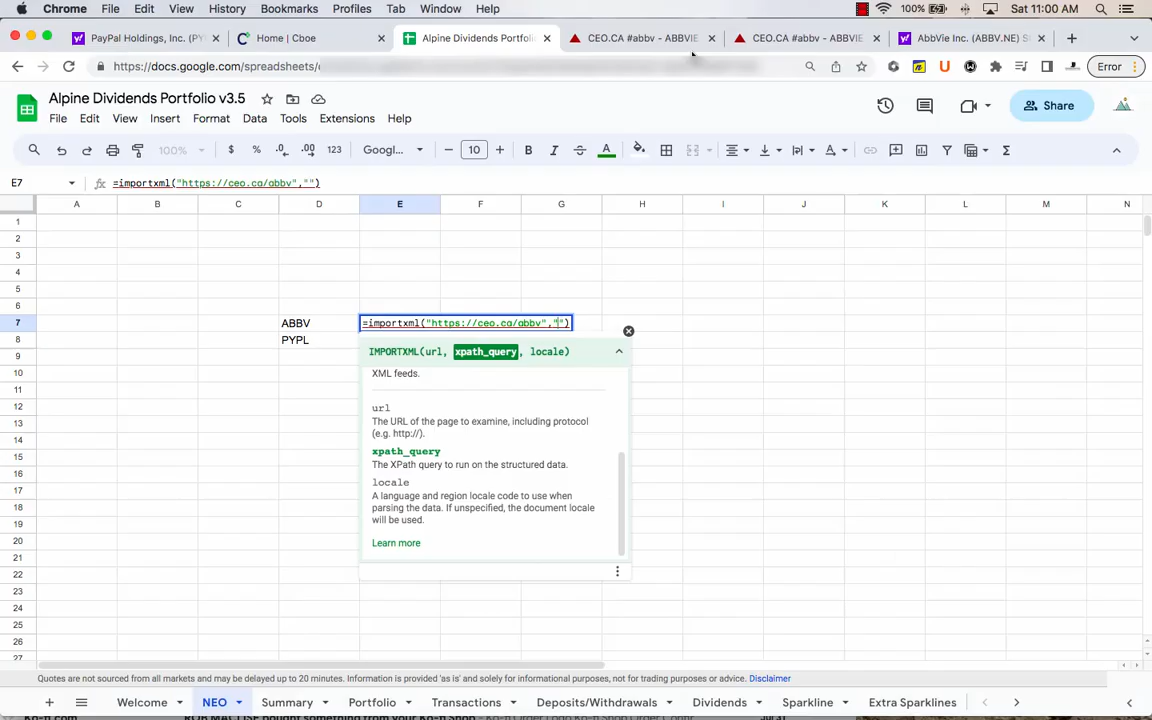 Chrome File Edit View History Bookmarks Profiles Tab Window Help 100% Sat 11:00 AM
PayPal Holdings, Inc. (PY Home | Cboe Alpine Dividends Portfolio CEO.CA #abbv - ABBVIE CEO.CA #abbv - ABBVIE AbbVie Inc. (ABBV.NE) S
https://docs.google.com/spreadsheets/ Error
Alpine Dividends Portfolio v3.5
File Edit View Insert Format Data Tools Extensions Help
Share
100% $ % .0 .00 123 Googl... 10 B I A
E7 fx =importxml("https://ceo.ca/abbv","")
A B C D E F G H I J K L M N
1
2
3
4
5
6
7 ABBV =importxml("https://ceo.ca/abbv","")
8 PYPL
9 IMPORTXML(url, xpath_query, locale)
10 XML feeds.
11
12 url
The URL of the page to examine, including protocol
13 (e.g. http://).
14 xpath_query
15 The XPath query to run on the structured data.
16 locale
17 A language and region locale code to use when
18 parsing the data. If unspecified, the document locale
will be used.
19
20 Learn more
21
22
23
24
25
26
27
Quotes are not sourced from all markets and may be delayed up to 20 minutes. Information is provided 'as is' and solely for informational purposes, not for trading purposes or advice. Disclaimer
Welcome NEO Summary Portfolio Transactions Deposits/Withdrawals Dividends Sparkline Extra Sparklines